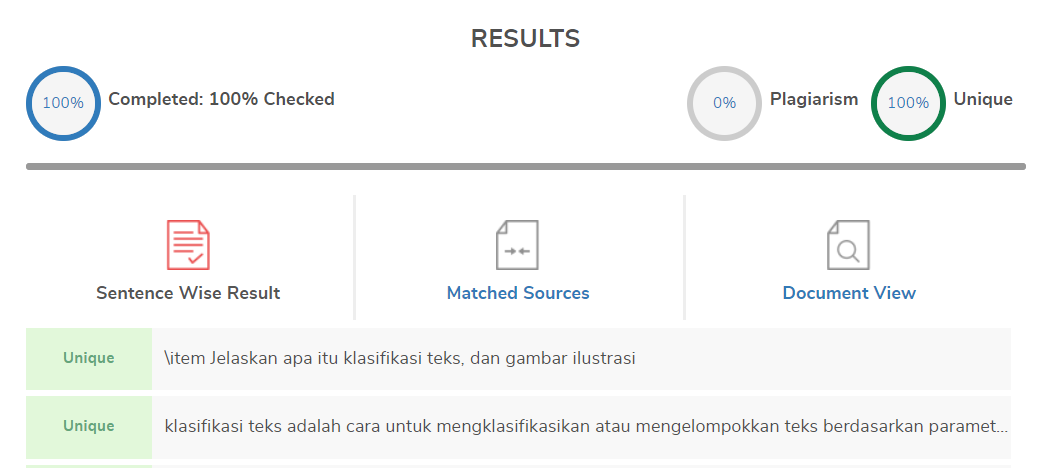 RESULTS
100% Completed: 100% Checked 0% Plagiarism 100% Unique
Sentence Wise Result Matched Sources Document View
Unique \item Jelaskan apa itu klasifikasi teks, dan gambar ilustrasi
Unique klasifikasi teks adalah cara untuk mengklasifikasikan atau mengelompokkan teks berdasarkan paramet...